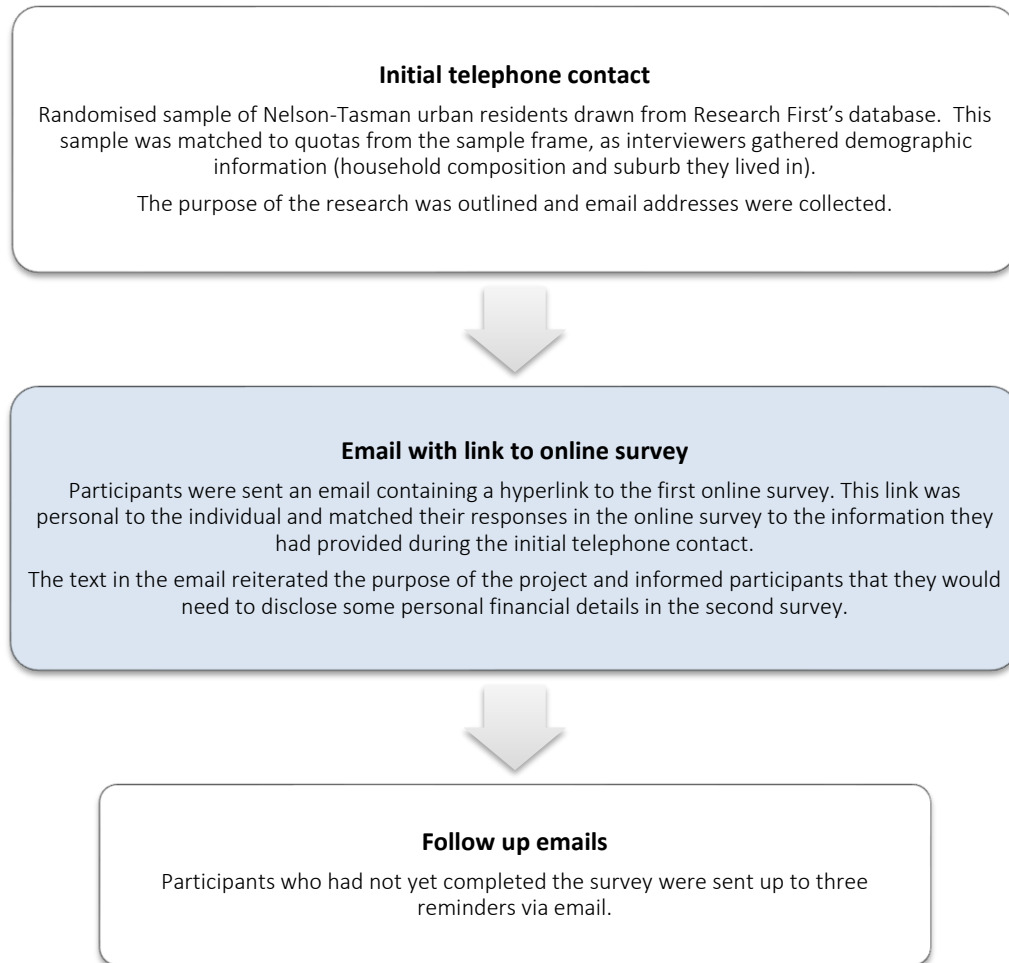 Initial telephone contact
Randomised sample of Nelson-Tasman urban residents drawn from Research First's database.  This
sample was matched to quotas from the sample frame, as interviewers gathered demographic
information (household composition and suburb they lived in).
The purpose of the research was outlined and email addresses were collected.
Email with link to online survey
Participants were sent an email containing a hyperlink to the first online survey. This link was
personal to the individual and matched their responses in the online survey to the information they
had provided during the initial telephone contact.
The text in the email reiterated the purpose of the project and informed participants that they would
need to disclose some personal financial details in the second survey.
Follow up emails
Participants who had not yet completed the survey were sent up to three
reminders via email.